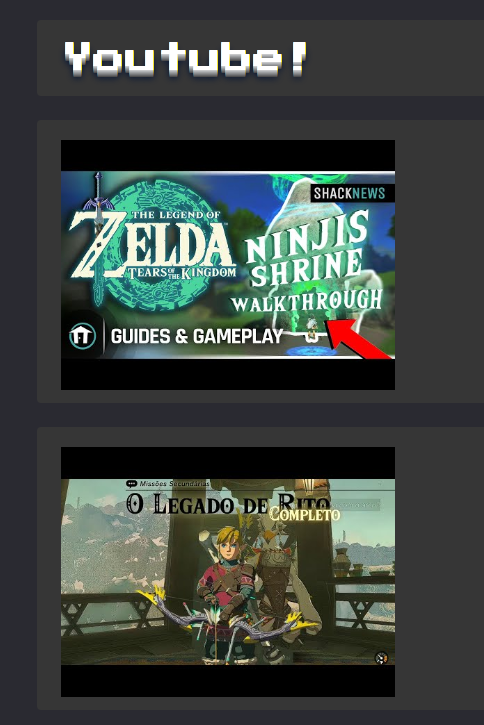 Youtube!
SHACKNEWS
THE LEGEND OF
ZELDA
TEARS OF THE KINGDOM
NINJIS
SHRINE
WALKTHROUGH
GUIDES & GAMEPLAY
Missões Secundárias
O LEGADO DE RITO
COMPLETO